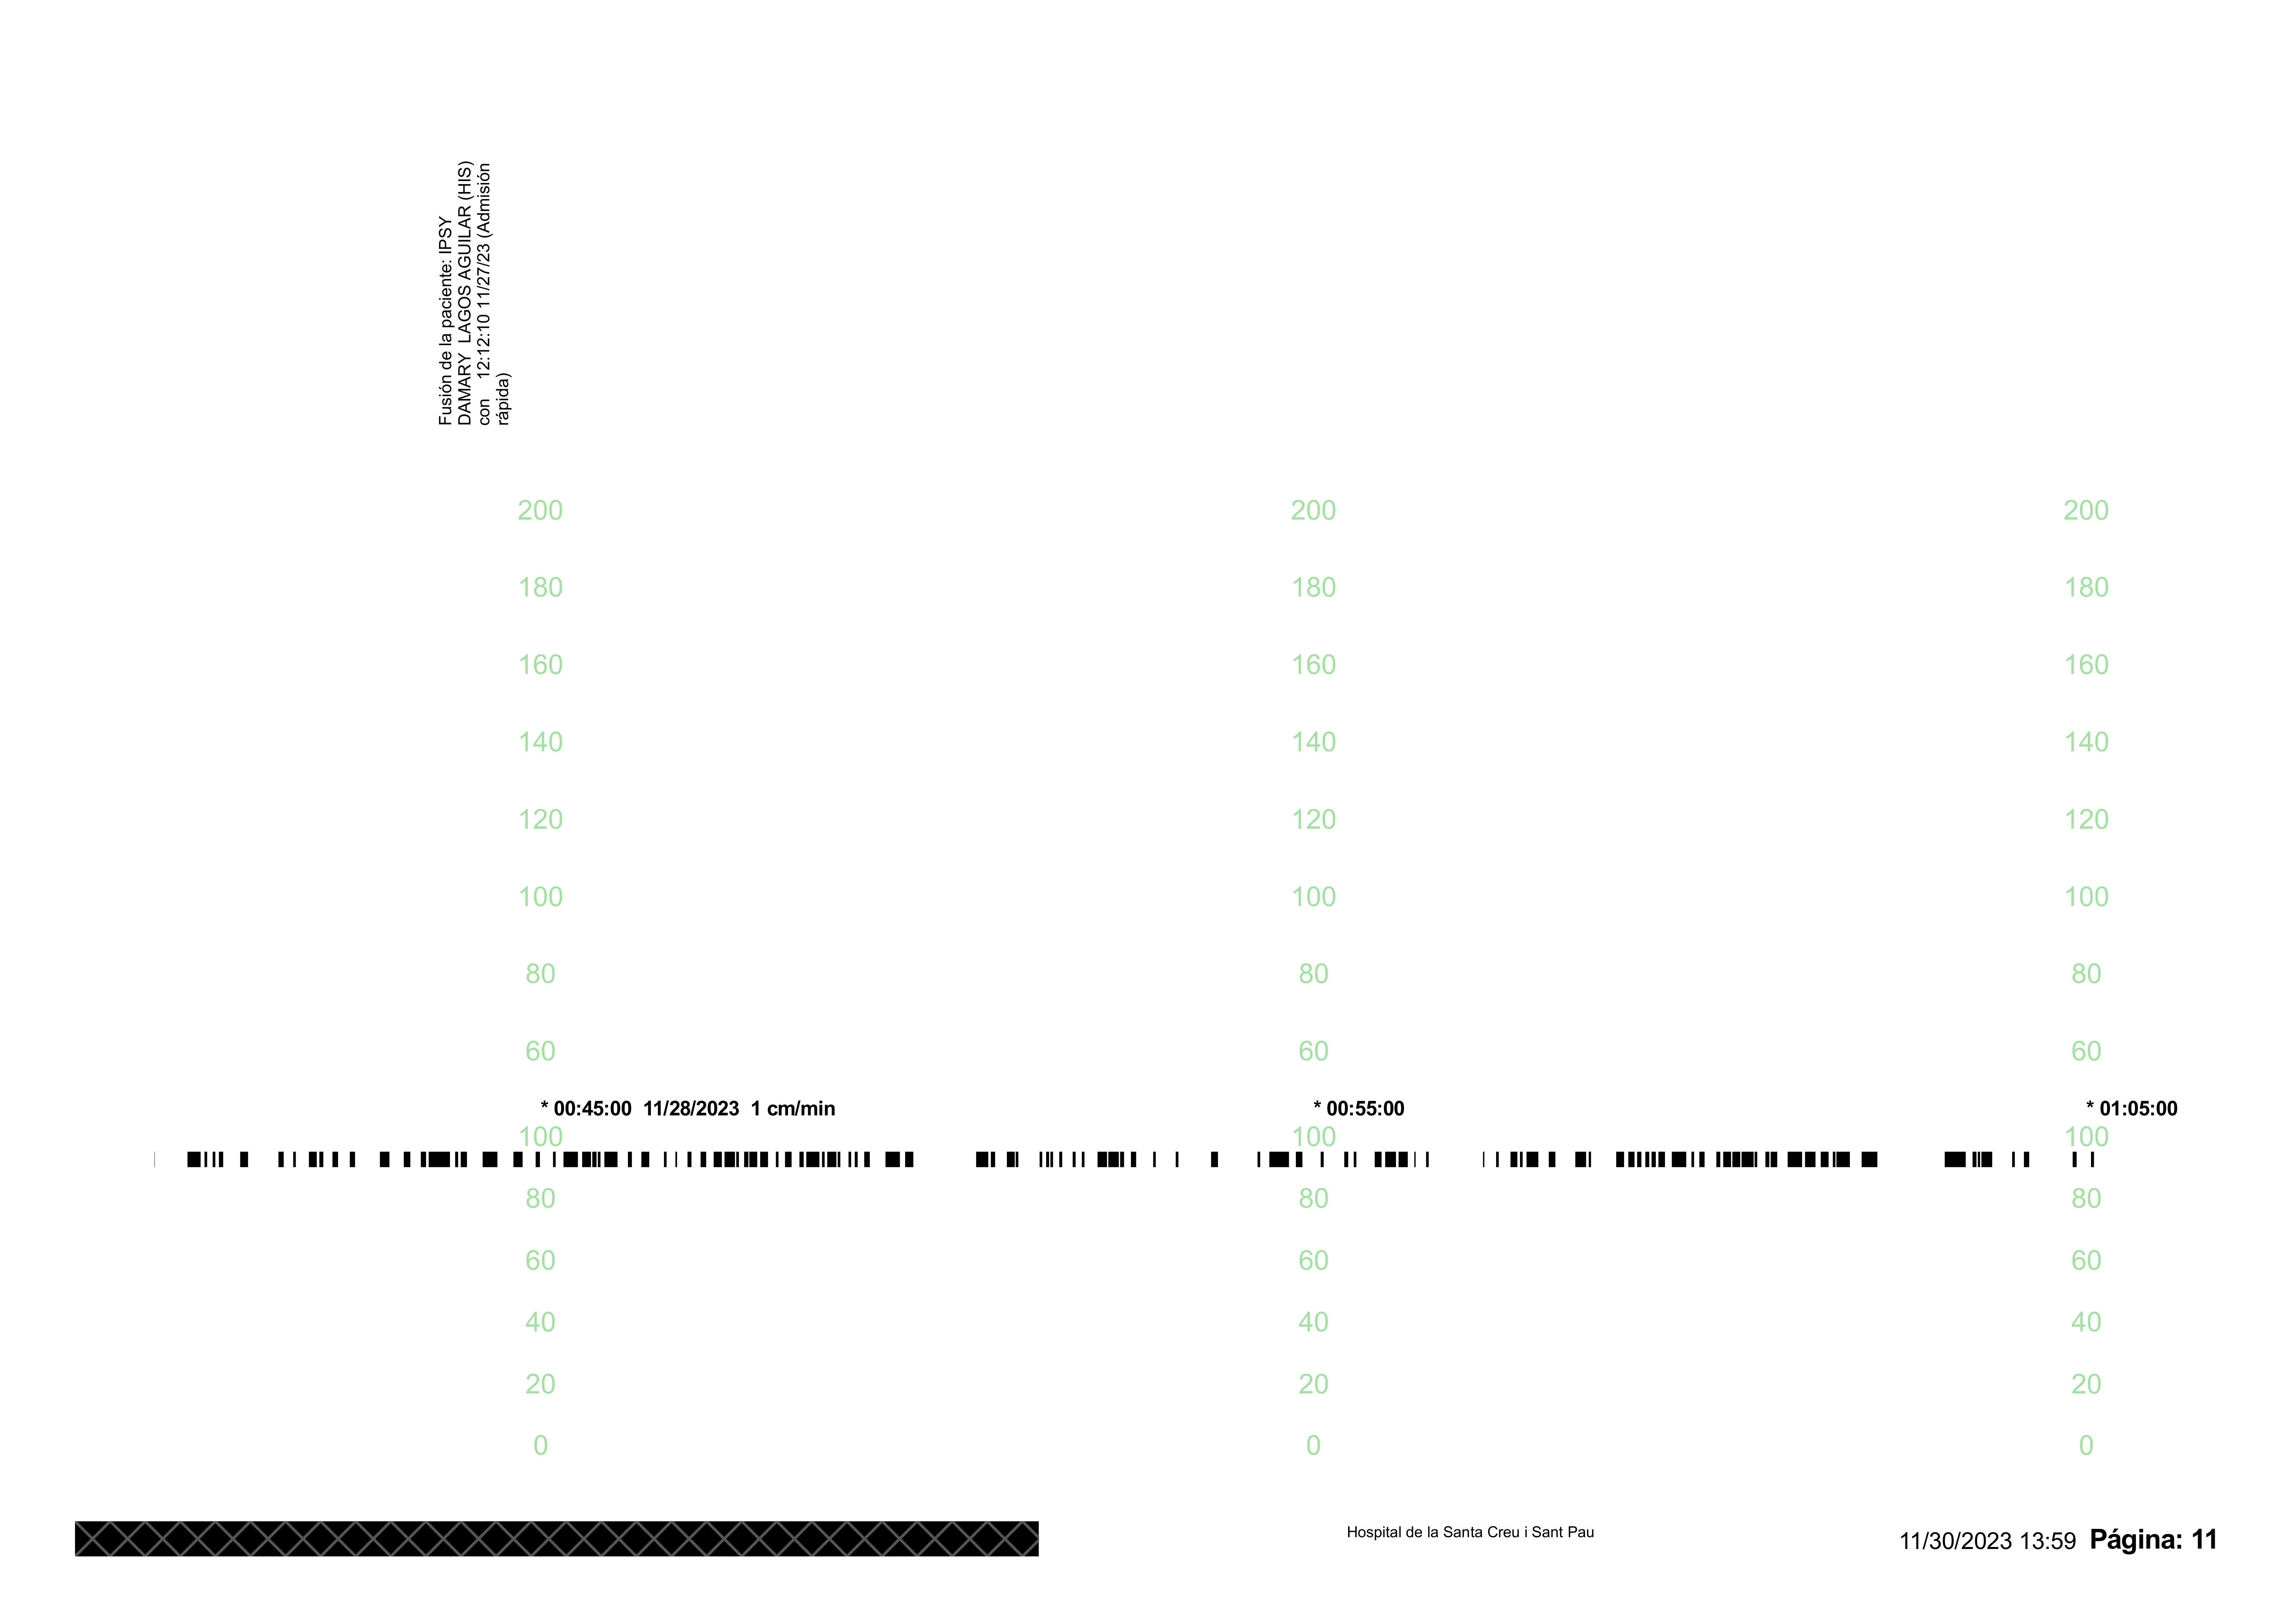 Fusión de la paciente: IPSY
DAMARY  LAGOS AGUILAR (HIS)
con    12:12:10 11/27/23 (Admisión
rápida)
200 200 200
180 180 180
160 160 160
140 140 140
120 120 120
100 100 100
80 80 80
60 60 60
* 00:45:00  11/28/2023  1 cm/min * 00:55:00 * 01:05:00
100 100 100
80 80 80
60 60 60
40 40 40
20 20 20
0 0 0
Hospital de la Santa Creu i Sant Pau
11/30/2023 13:59 Página: 11